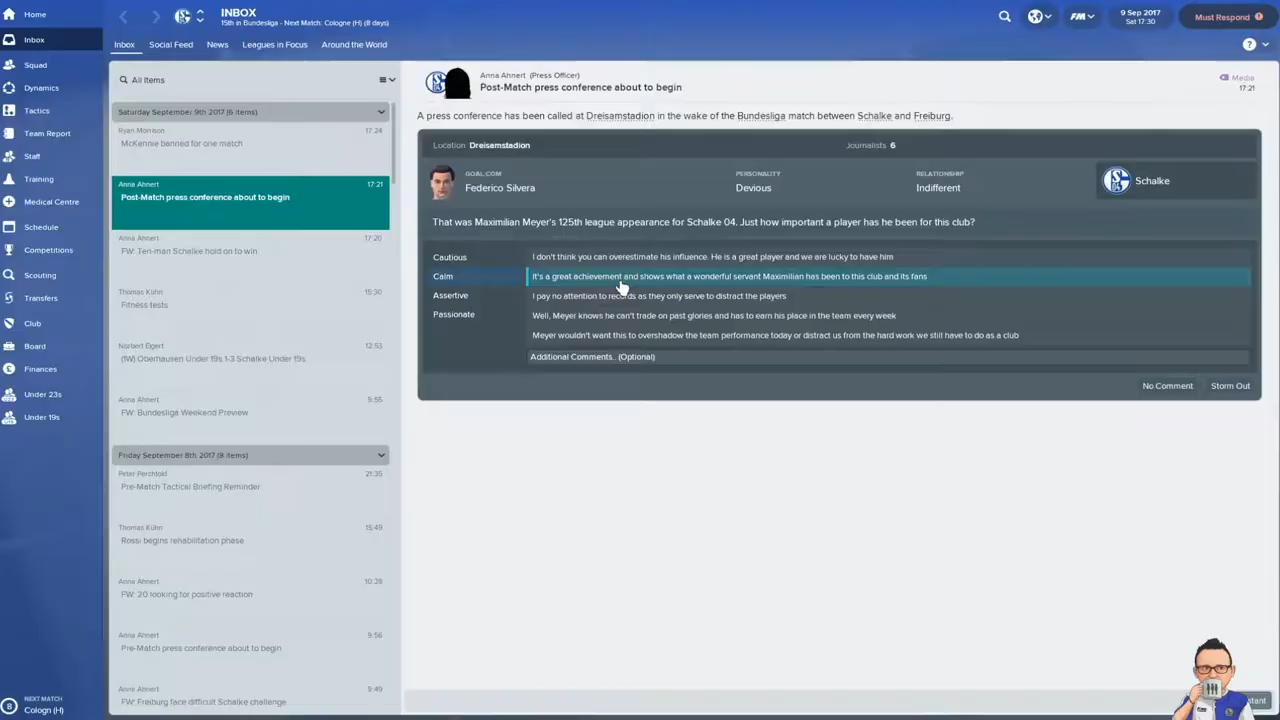 Home
Inbox
Squad
Dynamics
Tactics
Team Report
Staff
Training
Medical Centre
Schedule
Competitions
Scouting
Transfers
Club
Board
Finances
Under 23s
Under 19s
NEXT MATCH
Cologn (H)
INBOX
15th in Bundesliga - Next Match: Cologne (H) (8 days)
FM
9 Sep 2017
Sat 17:30
Must Respond
Inbox Social Feed News Leagues in Focus Around the World
All Items
Saturday September 9th 2017 (6 items)
Ryan Morrison 17:24
McKennie banned for one match
Anna Ahnert 17:21
Post-Match press conference about to begin
Anna Ahnert 17:20
FW: Ten-man Schalke hold on to win
Thomas Kühn 15:30
Fitness tests
Norbert Elgert 12:53
(1W) Oberhausen Under 19s 1-3 Schalke Under 19s
Anna Ahnert 9:55
FW: Bundesliga Weekend Preview
Friday September 8th 2017 (8 items)
Peter Perchtold 21:35
Pre-Match Tactical Briefing Reminder
Thomas Kühn 15:49
Rossi begins rehabilitation phase
Anna Ahnert 10:28
FW: 20 looking for positive reaction
Anna Ahnert 9:56
Pre-Match press conference about to begin
Anna Ahnert 9:49
FW: Freiburg face difficult Schalke challenge
Anna Ahnert (Press Officer)
Post-Match press conference about to begin
Media
17:21
A press conference has been called at Dreisamstadion in the wake of the Bundesliga match between Schalke and Freiburg.
Location Dreisamstadion Journalists 6
GOAL.COM PERSONALITY RELATIONSHIP
Federico Silvera Devious Indifferent Schalke
That was Maximilian Meyer's 125th league appearance for Schalke 04. Just how important a player has he been for this club?
Cautious
Calm
Assertive
Passionate
I don't think you can overestimate his influence. He is a great player and we are lucky to have him
It's a great achievement and shows what a wonderful servant Maximilian has been to this club and its fans
I pay no attention to records as they only serve to distract the players
Well, Meyer knows he can't trade on past glories and has to earn his place in the team every week
Meyer wouldn't want this to overshadow the team performance today or distract us from the hard work we still have to do as a club
Additional Comments.. (Optional)
No Comment Storm Out